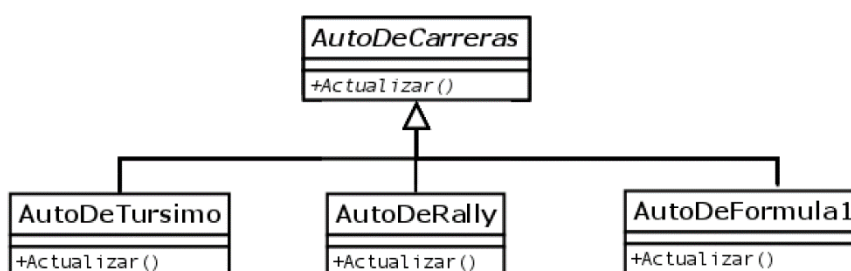 AutoDeCarreras
+Actualizar()
AutoDeTursimo
AutoDeRally
AutoDeFormula1
+Actualizar()
+Actualizar()
+Actualizar()